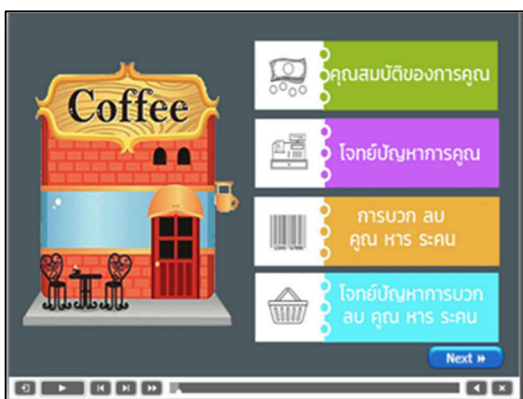 Coffee
คุณสมบัติของการคูณ
โจทย์ปัญหาการคูณ
การบวก ลบ
คูณ หาร ระคน
โจทย์ปัญหาการบวก
ลบ คูณ หาร ระคน
Next »